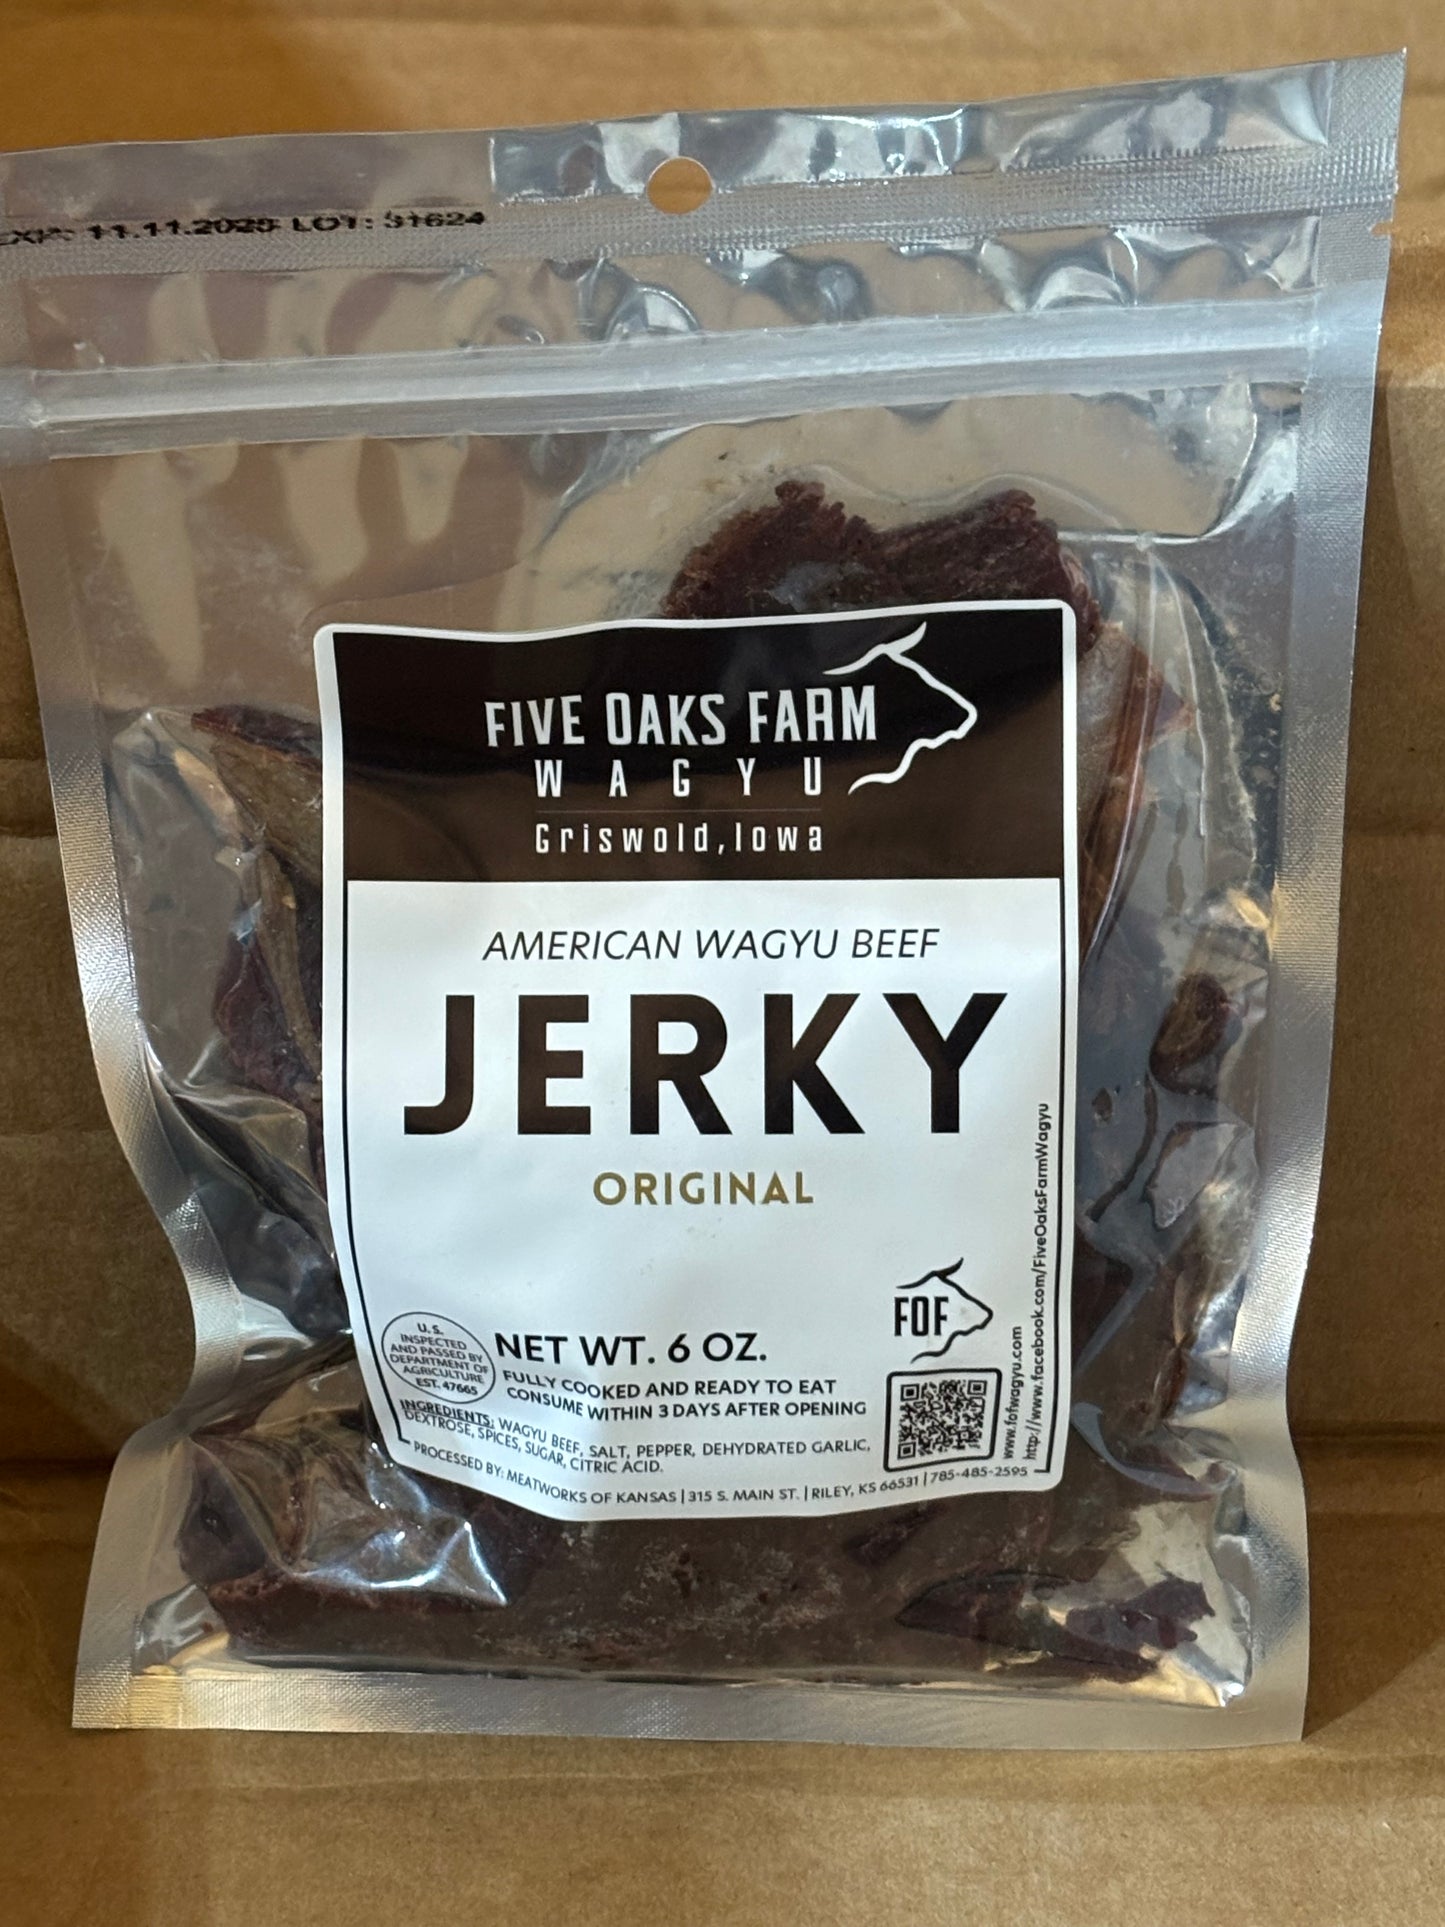 11.11.2025 LOT: 31624
FIVE OAKS FARM
WAGYU
Griswold,Iowa
AMERICAN WAGYU BEEF
JERKY
ORIGINAL
FOF
U.S.
INSPECTED
AND PASSED BY
DEPARTMENT OF
AGRICULTURE
EST. 47665
NET WT. 6 OZ.
FULLY COOKED AND READY TO EAT
CONSUME WITHIN 3 DAYS AFTER OPENING
INGREDIENTS: WAGYU BEEF, SALT, PEPPER, DEHYDRATED GARLIC,
DEXTROSE, SPICES, SUGAR, CITRIC ACID.
PROCESSED BY: MEATWORKS OF KANSAS | 315 S. MAIN ST. | RILEY, KS 66531 | 785-485-2595
www.fofwagyu.com
http://www.facebook.com/FiveOaksFarmWagyu